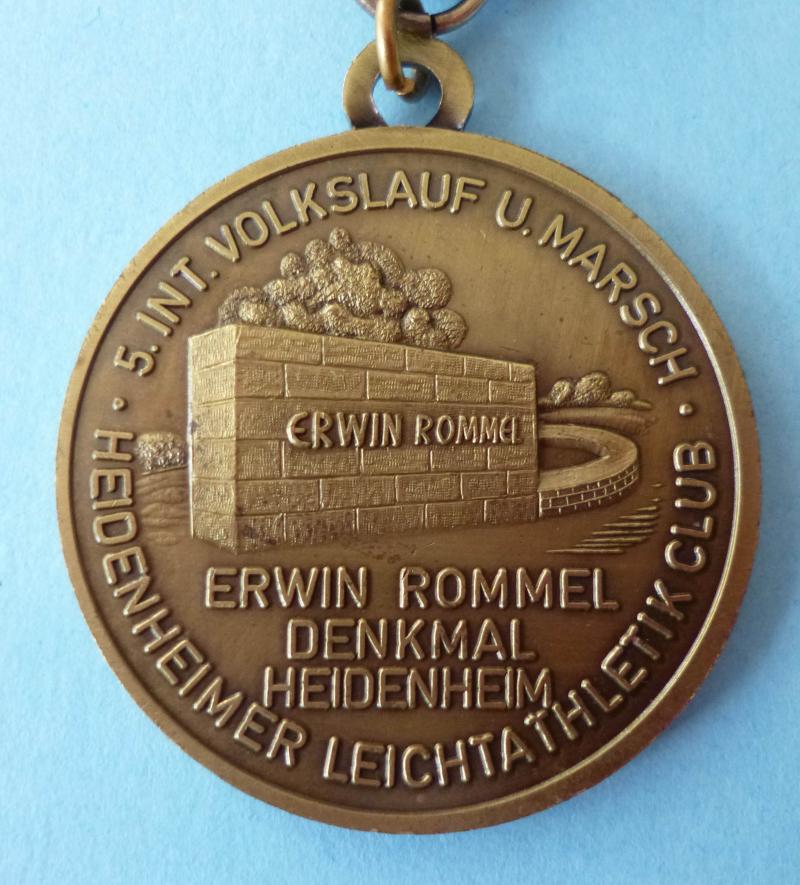 5. INT. VOLKSLAUF U. MARSCH
ERWIN ROMMEL
ERWIN ROMMEL
DENKMAL
HEIDENHEIM
HEIDENHEIMER LEICHTATHLETIK CLUB